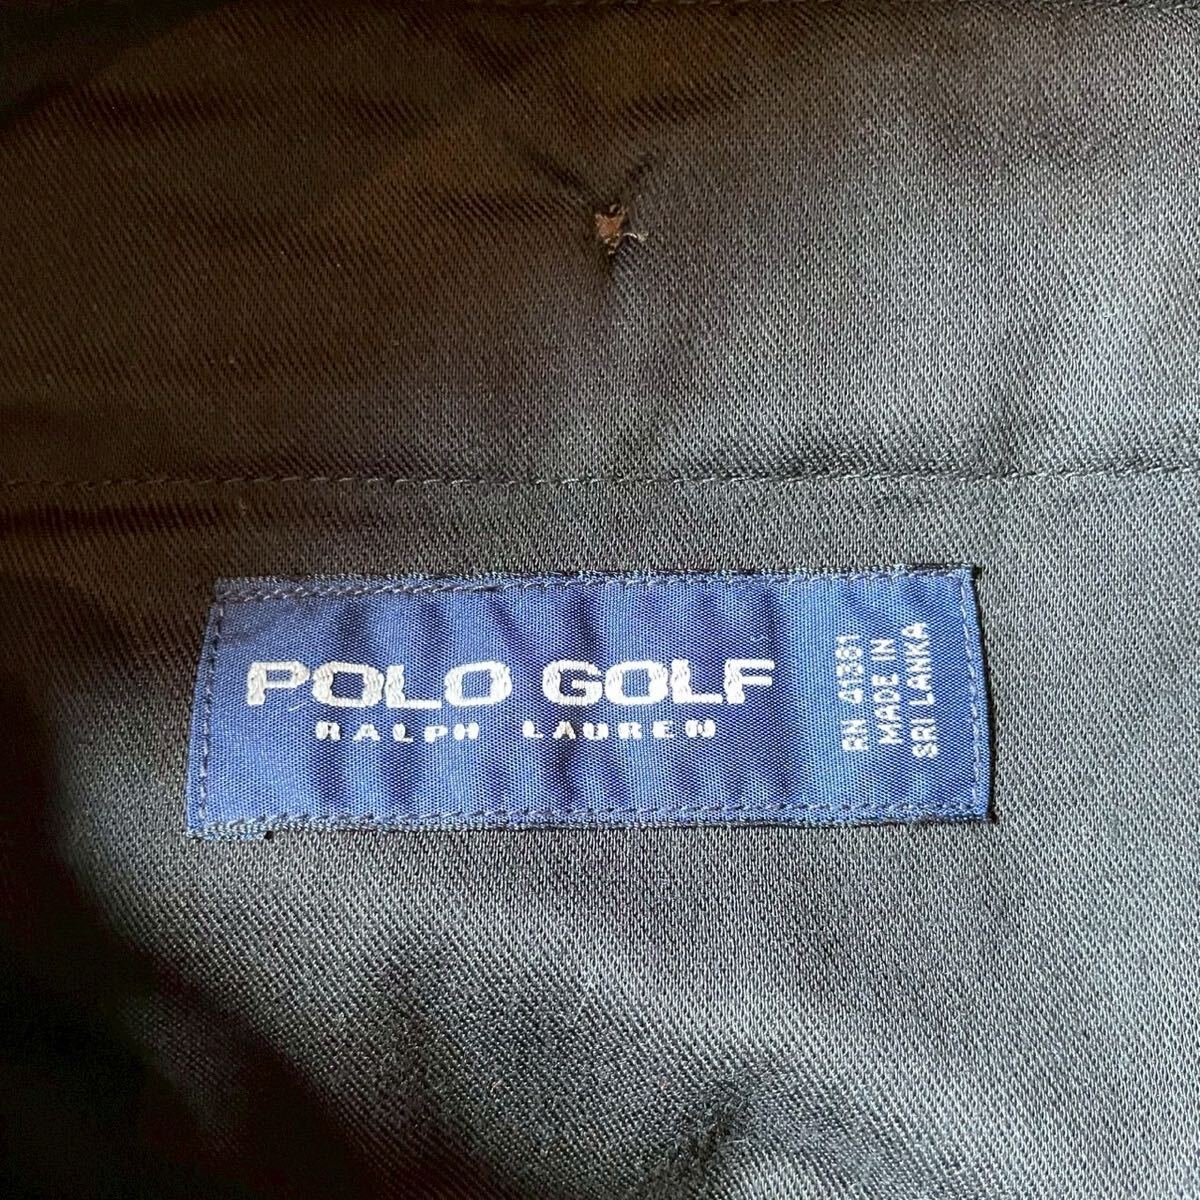 POLO GOLF
RALPH LAUREN
RN 41381
MADE IN
SRI LANKA